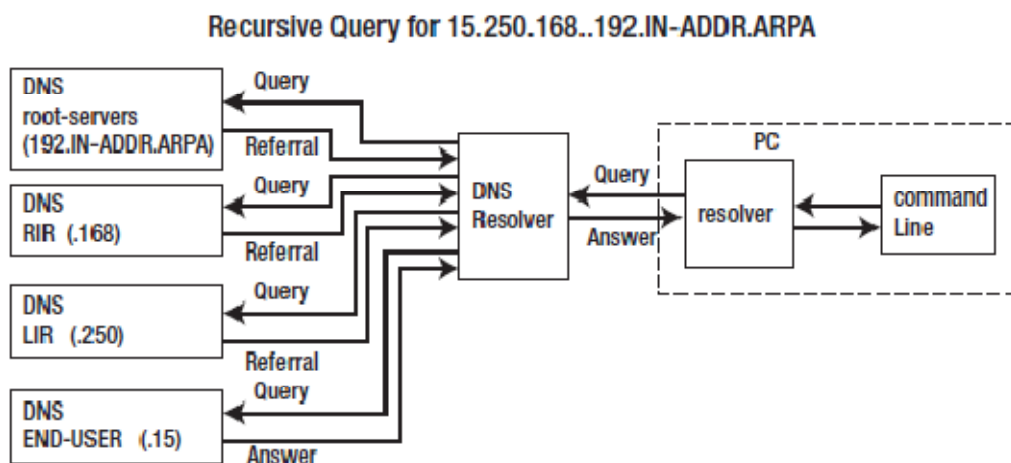 Recursive Query for 15.250.168..192.IN-ADDR.ARPA
DNS
root-servers
(192.IN-ADDR.ARPA)
Query
Referral
DNS
RIR (.168)
Query
Referral
DNS
LIR (.250)
Query
Referral
DNS
END-USER (.15)
Query
Answer
DNS
Resolver
Query
Answer
PC
resolver
command
Line